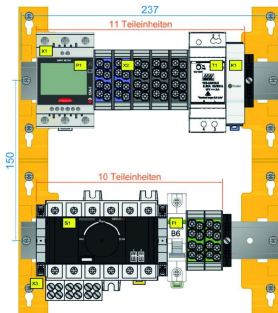 237
11 Teileinheiten
X1
P1
X2
T1
K1
150
10 Teileinheiten
S1
F1
B6
X3